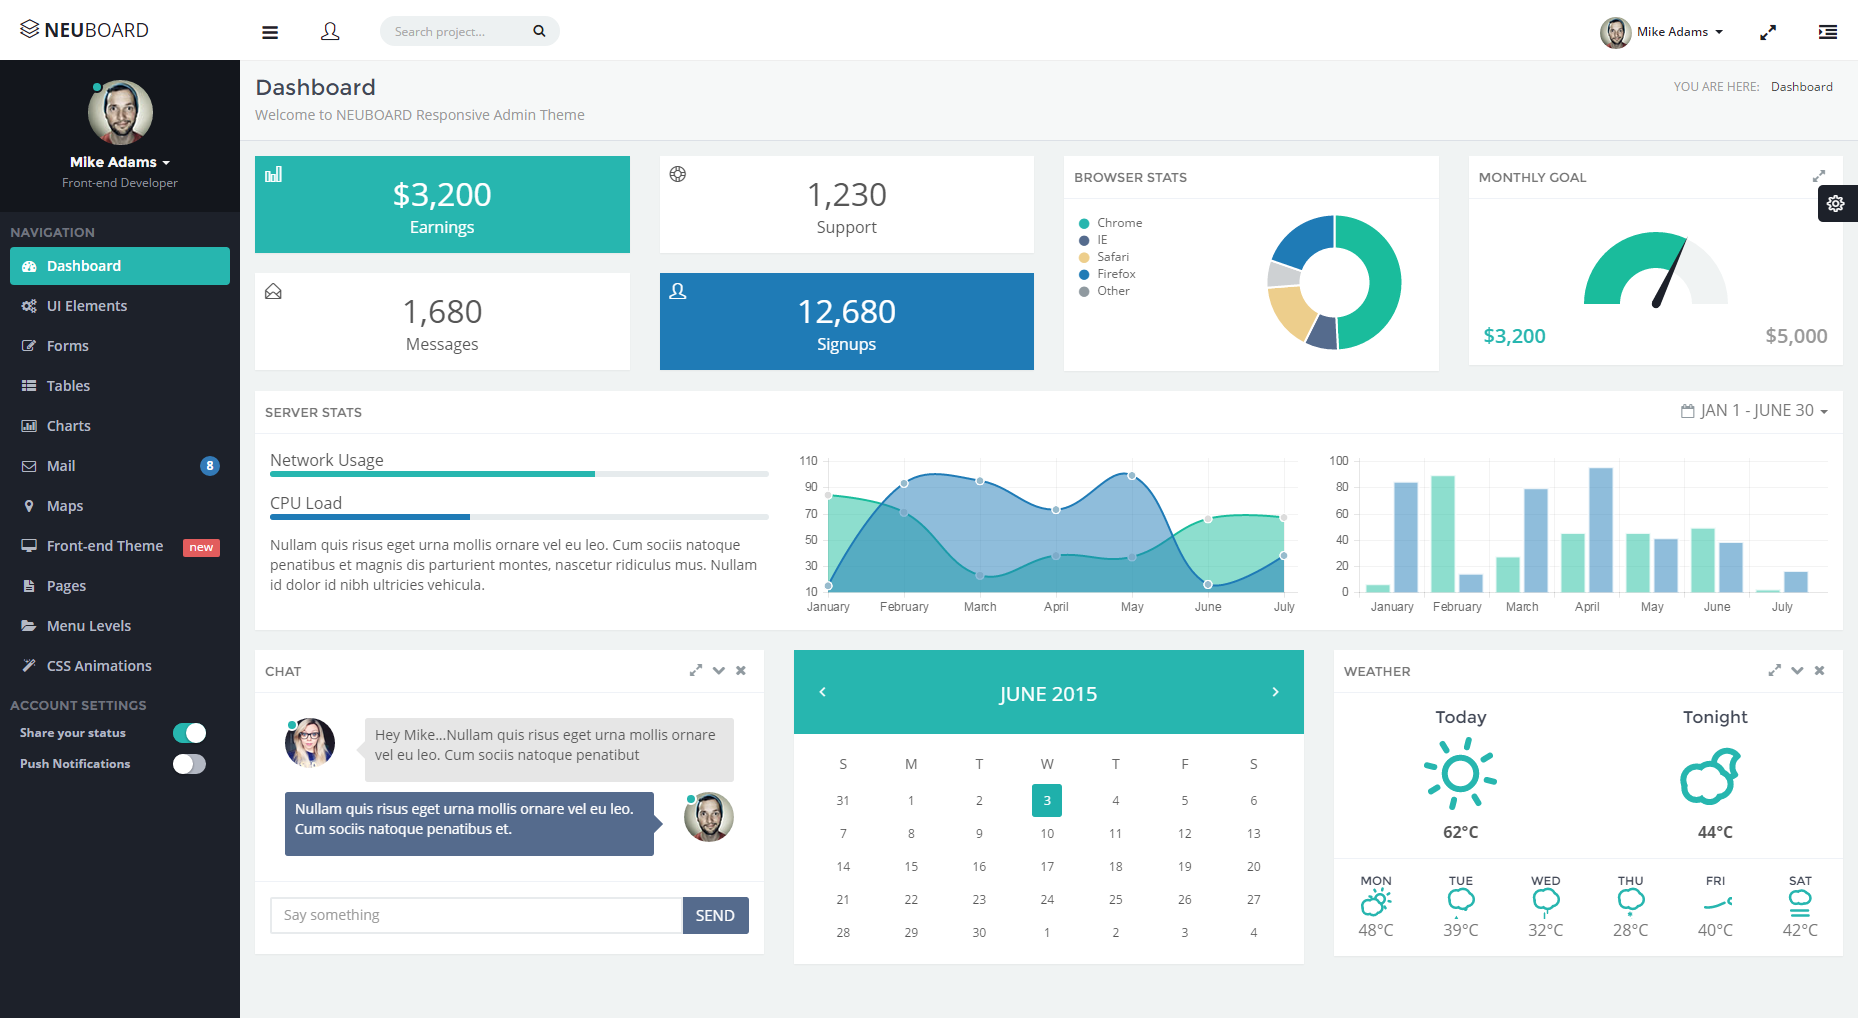 NEUBOARD
Search project...
Mike Adams
Mike Adams
Front-end Developer
NAVIGATION
Dashboard
UI Elements
Forms
Tables
Charts
Mail
8
Maps
Front-end Theme
new
Pages
Menu Levels
CSS Animations
ACCOUNT SETTINGS
Share your status
Push Notifications
Dashboard
Welcome to NEUBOARD Responsive Admin Theme
YOU ARE HERE: Dashboard
$3,200
Earnings
1,230
Support
1,680
Messages
12,680
Signups
BROWSER STATS
Chrome
IE
Safari
Firefox
Other
MONTHLY GOAL
$3,200
$5,000
SERVER STATS
JAN 1 - JUNE 30
Network Usage
CPU Load
Nullam quis risus eget urna mollis ornare vel eu leo. Cum sociis natoque
penatibus et magnis dis parturient montes, nascetur ridiculus mus. Nullam
id dolor id nibh ultricies vehicula.
110
90
70
50
30
10
January February March April May June July
100
80
60
40
20
0
January February March April May June July
CHAT
Hey Mike...Nullam quis risus eget urna mollis ornare
vel eu leo. Cum sociis natoque penatibut
Nullam quis risus eget urna mollis ornare vel eu leo.
Cum sociis natoque penatibus et.
Say something
SEND
JUNE 2015
S M T W T F S
31 1 2 3 4 5 6
7 8 9 10 11 12 13
14 15 16 17 18 19 20
21 22 23 24 25 26 27
28 29 30 1 2 3 4
WEATHER
Today
62°C
Tonight
44°C
MON TUE WED THU FRI SAT
48°C 39°C 32°C 28°C 40°C 42°C